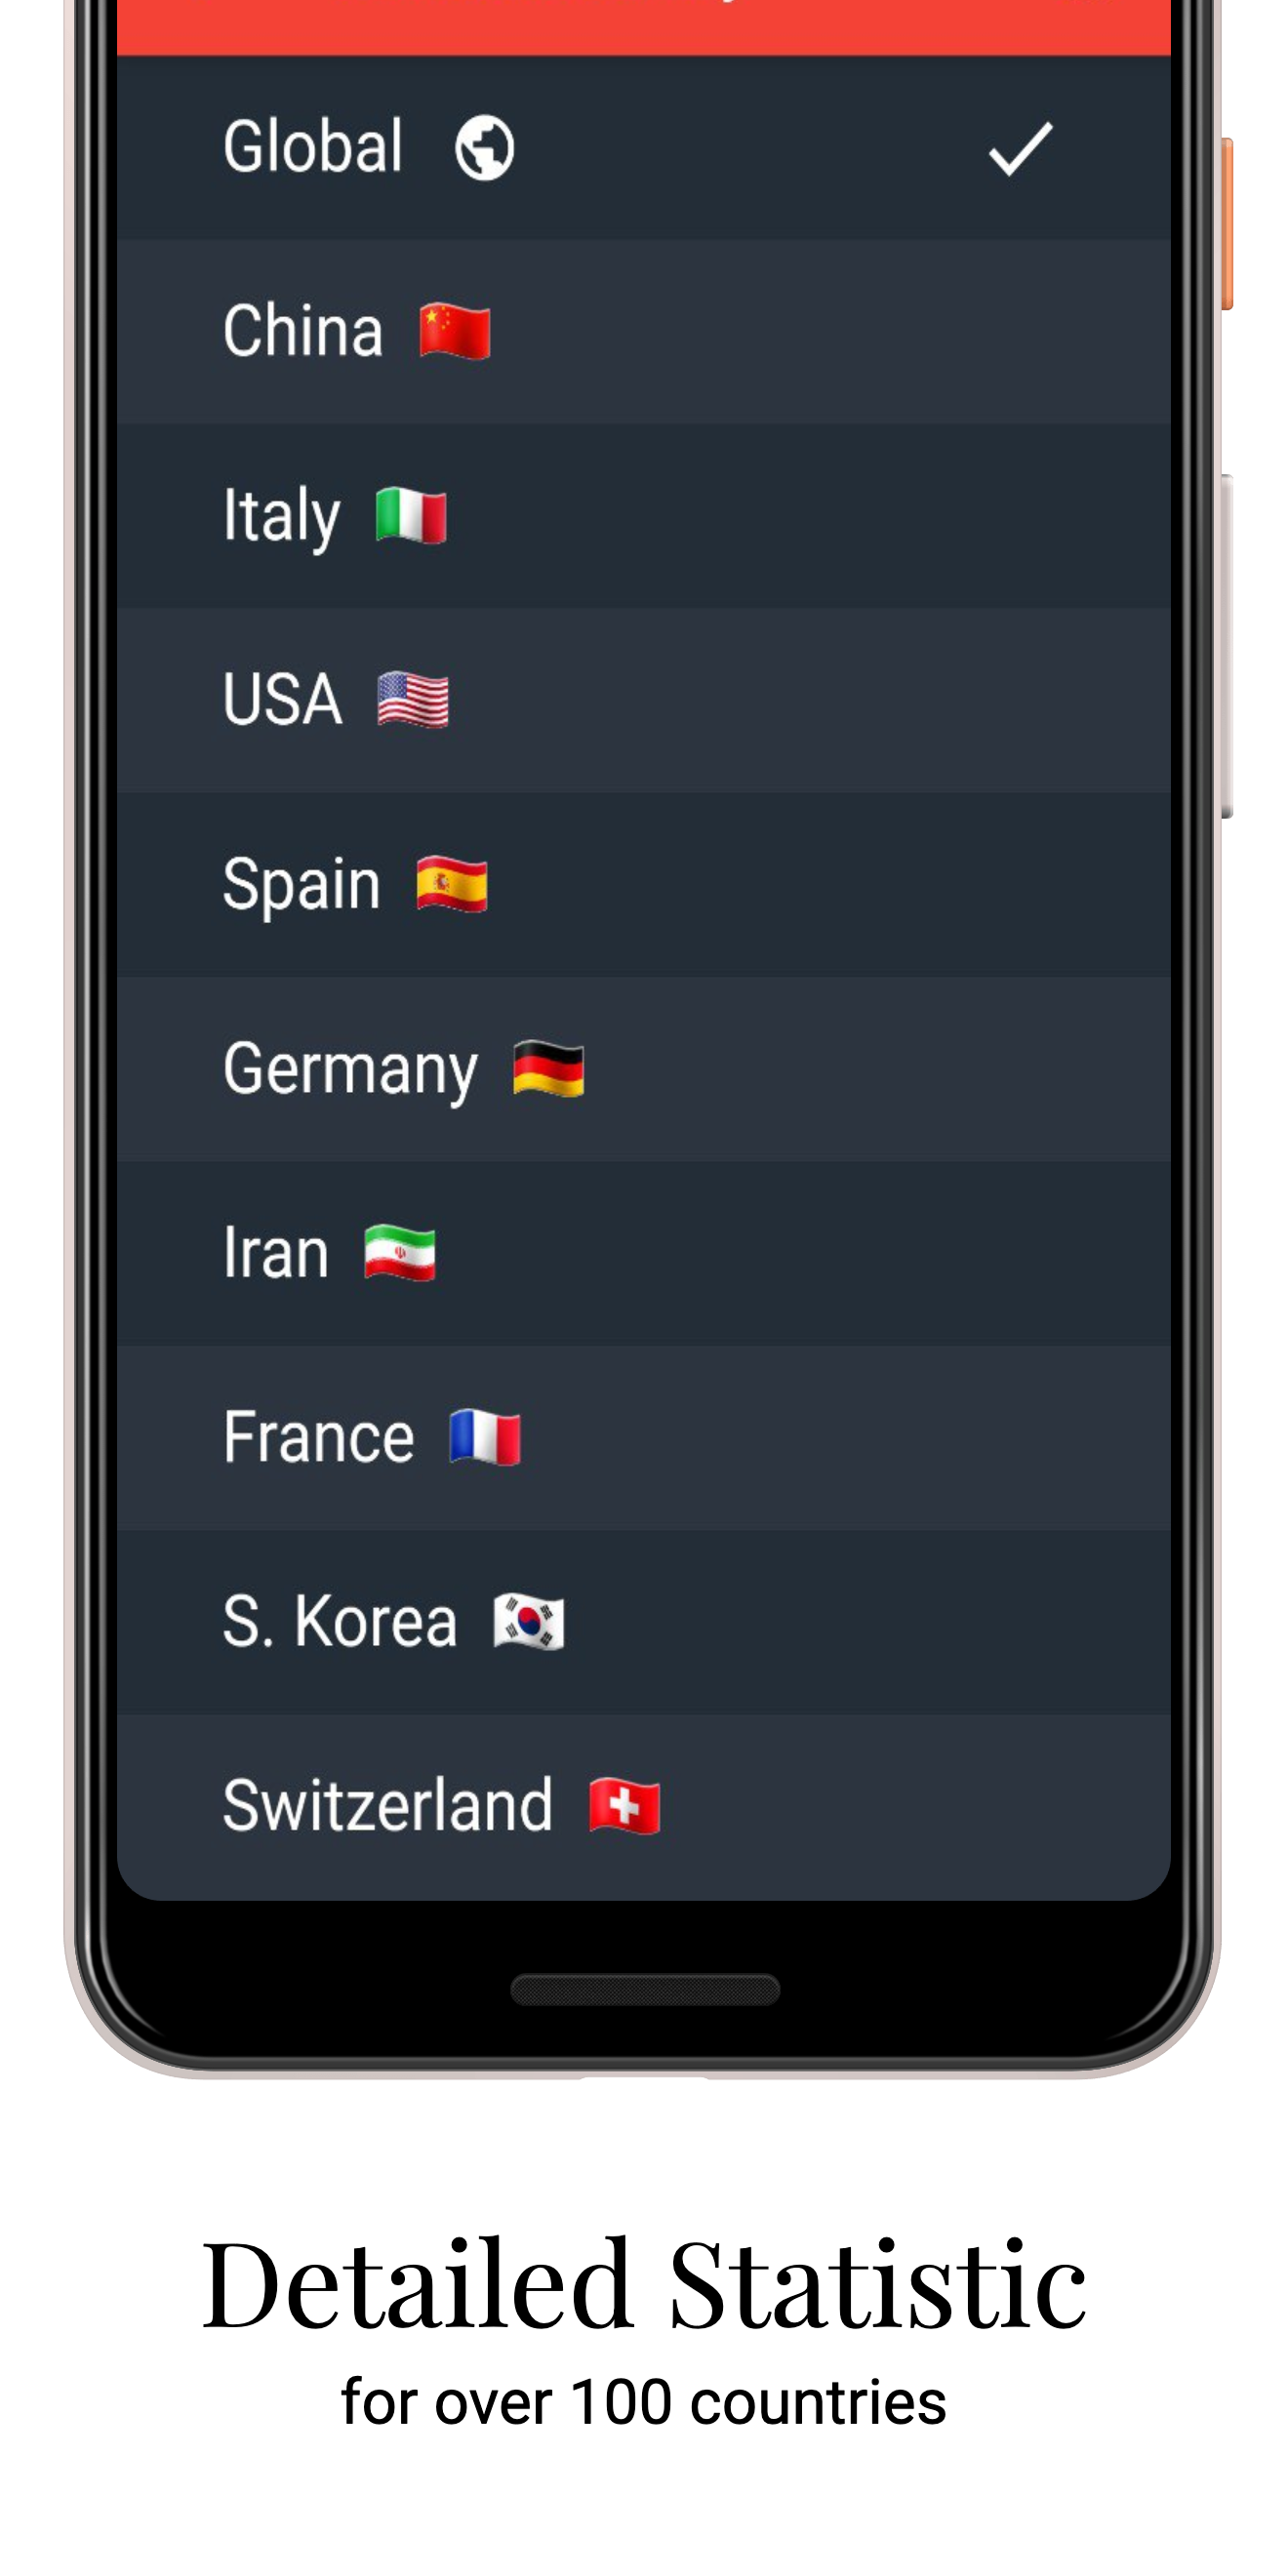 Global
China
Italy
USA
Spain
Germany
Iran
France
S. Korea
Switzerland
Detailed Statistic
for over 100 countries